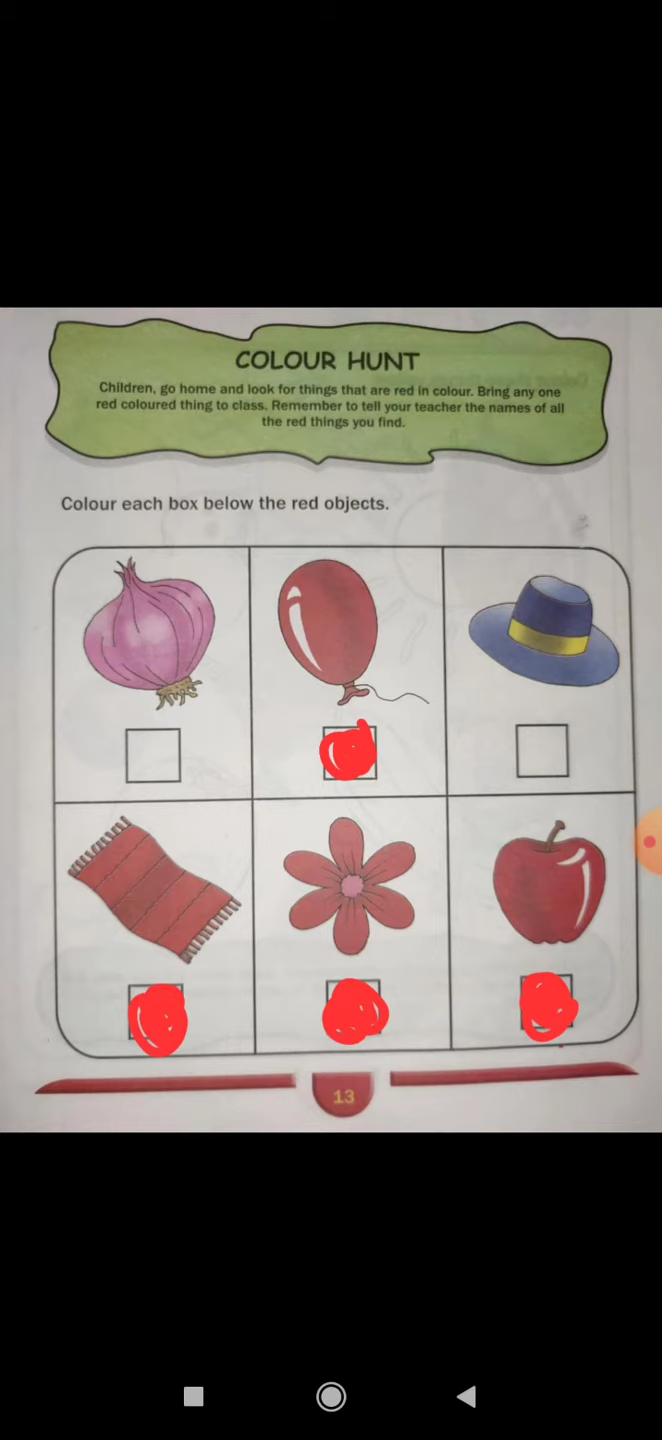 COLOUR HUNT
Children, go home and look for things that are red in colour. Bring any one
red coloured thing to class. Remember to tell your teacher the names of all
the red things you find.
Colour each box below the red objects.
13